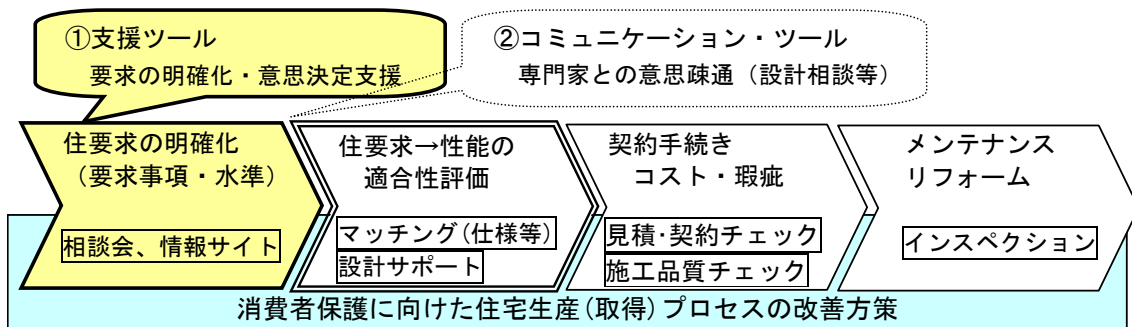 ①支援ツール
要求の明確化・意思決定支援
②コミュニケーション・ツール
専門家との意思疎通（設計相談等）
住要求の明確化
（要求事項・水準）
相談会、情報サイト
住要求→性能の
適合性評価
マッチング(仕様等)
設計サポート
契約手続き
コスト・瑕疵
見積･契約チェック
施工品質チェック
メンテナンス
リフォーム
インスペクション
消費者保護に向けた住宅生産(取得)プロセスの改善方策